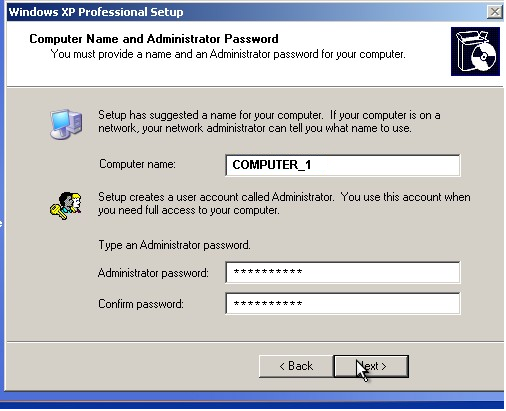 Windows XP Professional Setup
Computer Name and Administrator Password
You must provide a name and an Administrator password for your computer.
Setup has suggested a name for your computer. If your computer is on a
network, your network administrator can tell you what name to use.
Computer name: COMPUTER_1
Setup creates a user account called Administrator. You use this account when
you need full access to your computer.
Type an Administrator password.
Administrator password: **********
Confirm password: **********
< Back Next >